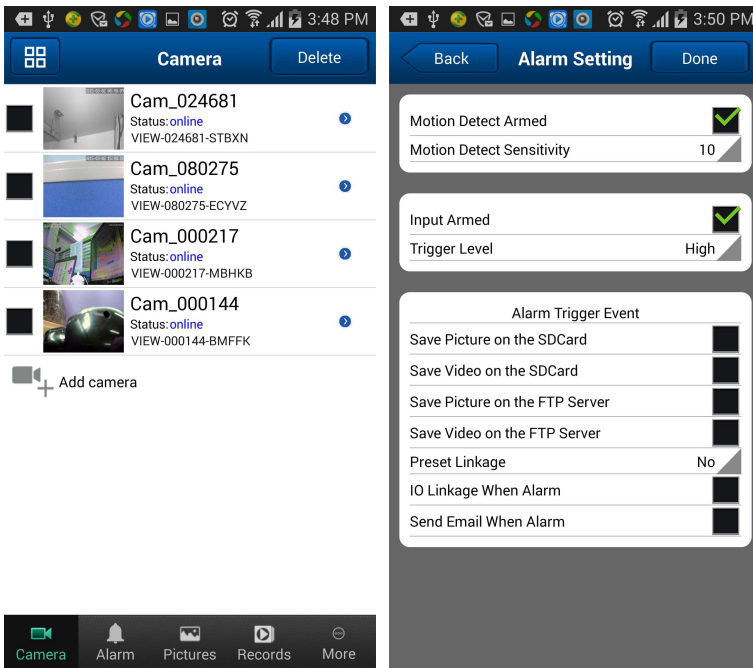 3:48 PM
Camera
Delete
Cam_024681
Status:online
VIEW-024681-STBXN
Cam_080275
Status:online
VIEW-080275-ECYVZ
Cam_000217
Status:online
VIEW-000217-MBHKB
Cam_000144
Status:online
VIEW-000144-BMFFK
Add camera
Camera
Alarm
Pictures
Records
More
3:50 PM
Back
Alarm Setting
Done
Motion Detect Armed
Motion Detect Sensitivity 10
Input Armed
Trigger Level High
Alarm Trigger Event
Save Picture on the SDCard
Save Video on the SDCard
Save Picture on the FTP Server
Save Video on the FTP Server
Preset Linkage No
IO Linkage When Alarm
Send Email When Alarm